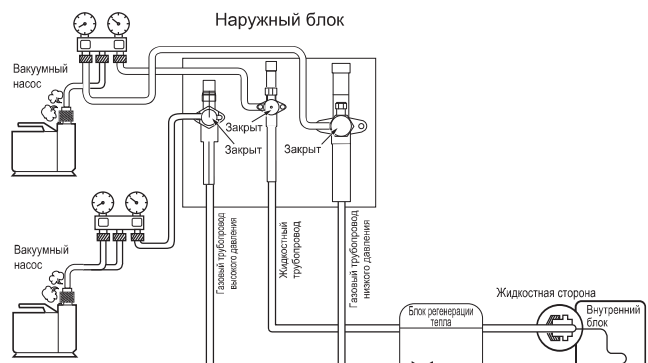 Наружный блок
Вакуумный
насос
Закрыт
Закрыт
Закрыт
Вакуумный
насос
Газовый трубопровод
высокого давления
Жидкостный
трубопровод
Газовый трубопровод
низкого давления
Блок регенерации
тепла
Жидкостная сторона
Внутренний
блок